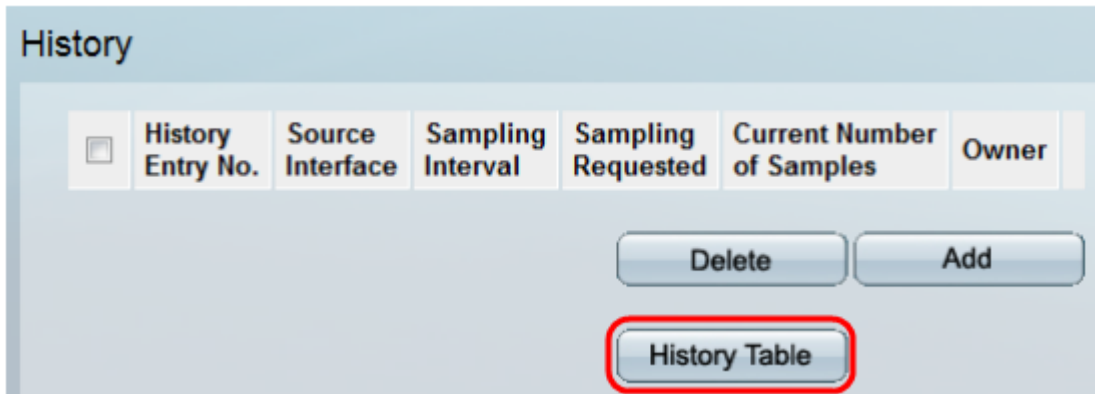 History
History Source Sampling Sampling Current Number Owner
Entry No. Interface Interval Requested of Samples
Delete Add
History Table